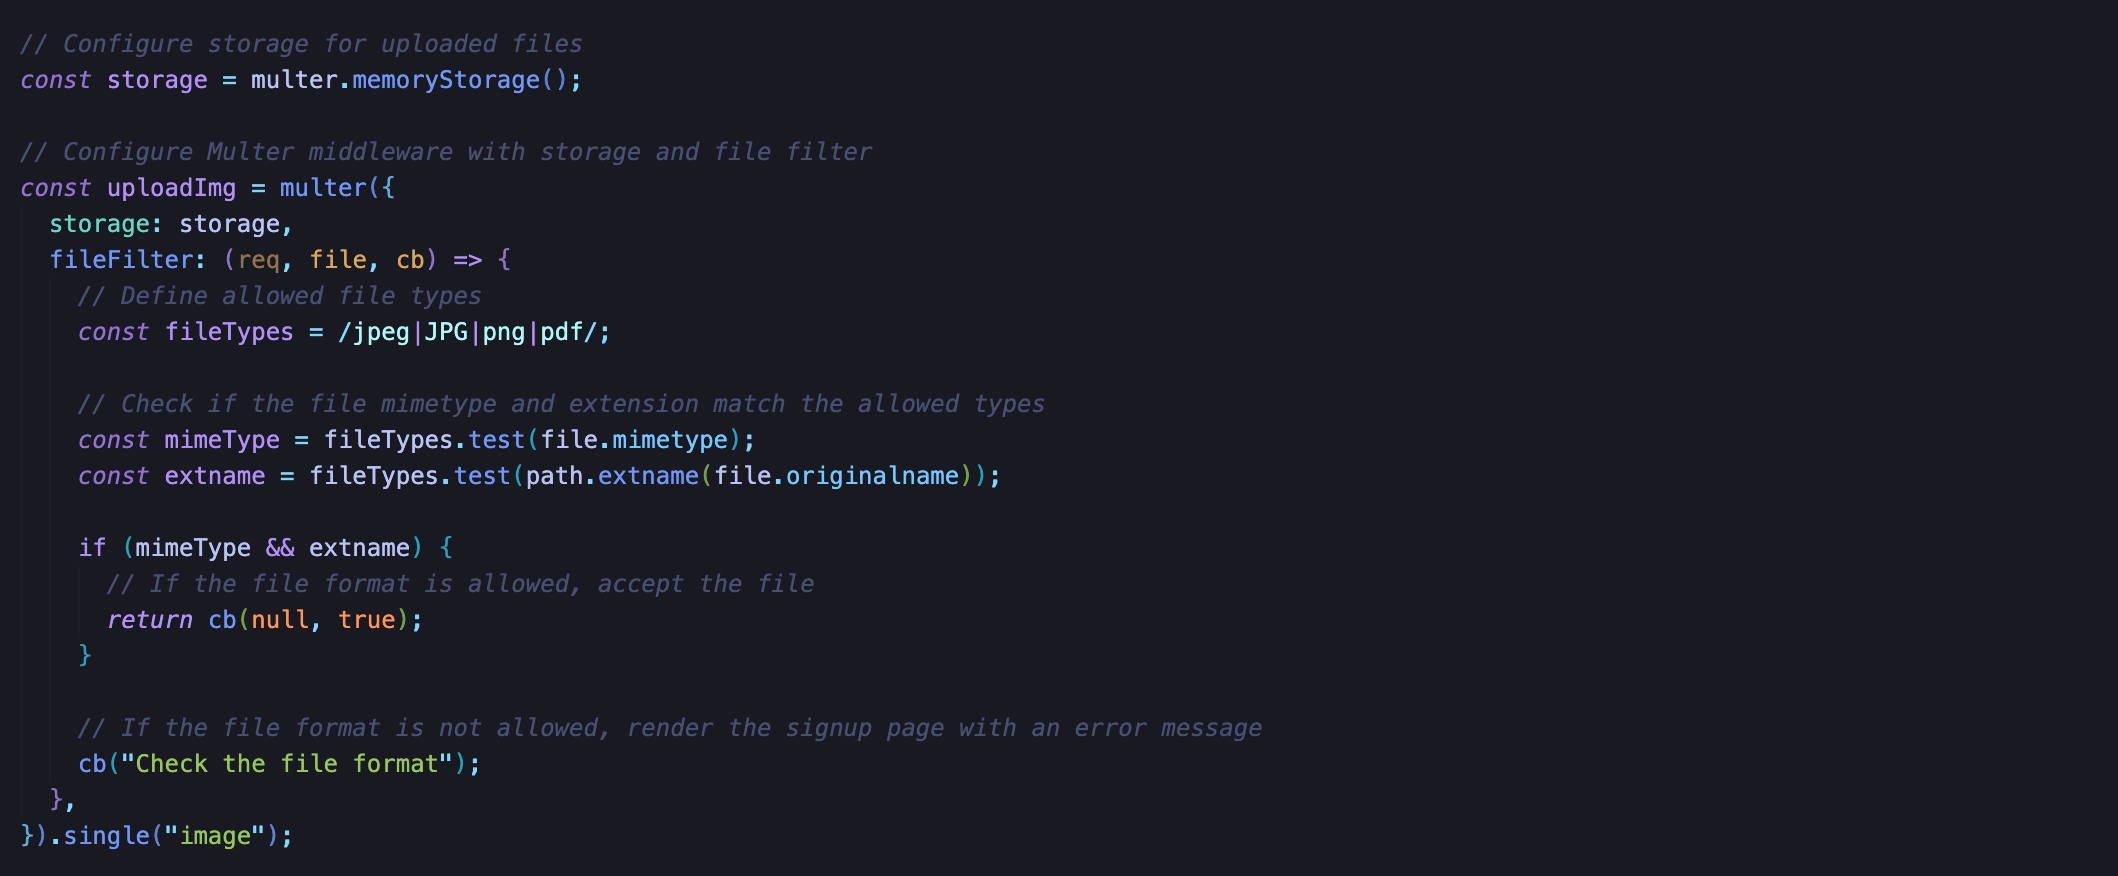 // Configure storage for uploaded files
const storage = multer.memoryStorage();
// Configure Multer middleware with storage and file filter
const uploadImg = multer({
storage: storage,
fileFilter: (req, file, cb) => {
// Define allowed file types
const fileTypes = /jpeg|JPG|png|pdf/;
// Check if the file mimetype and extension match the allowed types
const mimeType = fileTypes.test(file.mimetype);
const extname = fileTypes.test(path.extname(file.originalname));
if (mimeType && extname) {
// If the file format is allowed, accept the file
return cb(null, true);
}
// If the file format is not allowed, render the signup page with an error message
cb("Check the file format");
},
}).single("image");